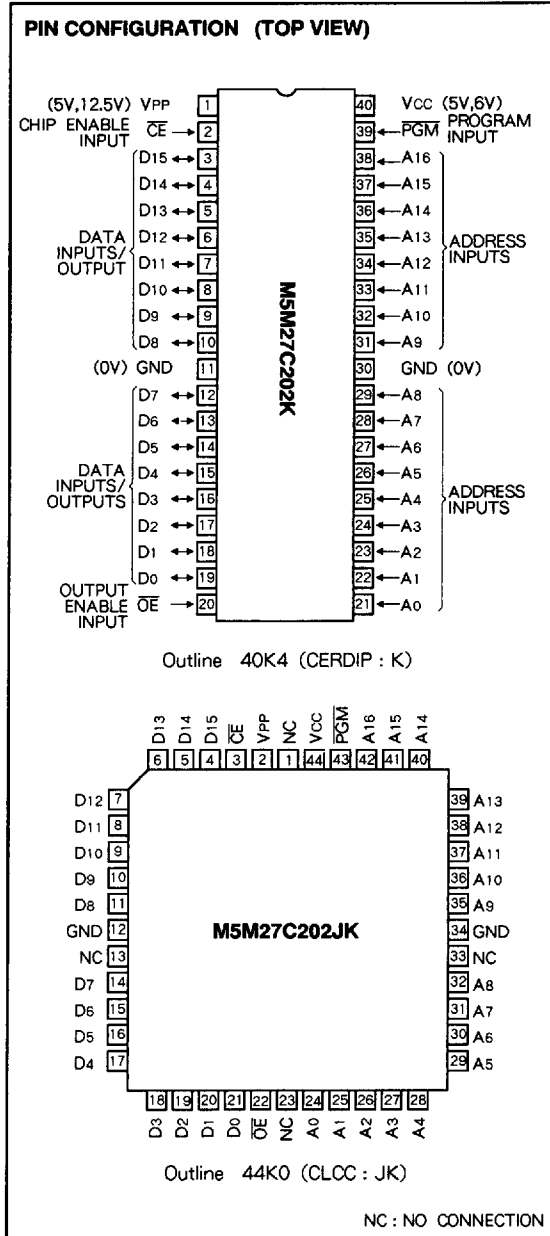 PIN CONFIGURATION (TOP VIEW)
(5V,12.5V) VPP 1 40 VCC (5V,6V)
CHIP ENABLE INPUT CE 2 39 PGM PROGRAM INPUT
D15 3 38 A16
D14 4 37 A15
D13 5 36 A14
DATA INPUTS/ OUTPUT
D12 6 35 A13
ADDRESS INPUTS
D11 7 34 A12
D10 8 33 A11
D9 9 32 A10
D8 10 31 A9
(0V) GND 11 30 GND (0V)
M5M27C202K
D7 12 29 A8
D6 13 28 A7
D5 14 27 A6
DATA INPUTS/ OUTPUTS
D4 15 26 A5
D3 16 25 A4
ADDRESS INPUTS
D2 17 24 A3
D1 18 23 A2
D0 19 22 A1
OUTPUT ENABLE INPUT OE 20 21 A0
Outline 40K4 (CERDIP : K)
D13 D14 D15 CE VPP NC VCC PGM A16 A15 A14
6 5 4 3 2 1 44 43 42 41 40
D12 7 39 A13
D11 8 38 A12
D10 9 37 A11
D9 10 36 A10
D8 11 35 A9
GND 12 34 GND
M5M27C202JK
NC 13 33 NC
D7 14 32 A8
D6 15 31 A7
D5 16 30 A6
D4 17 29 A5
18 19 20 21 22 23 24 25 26 27 28
D3 D2 D1 D0 OE NC A0 A1 A2 A3 A4
Outline 44K0 (CLCC : JK)
NC : NO CONNECTION